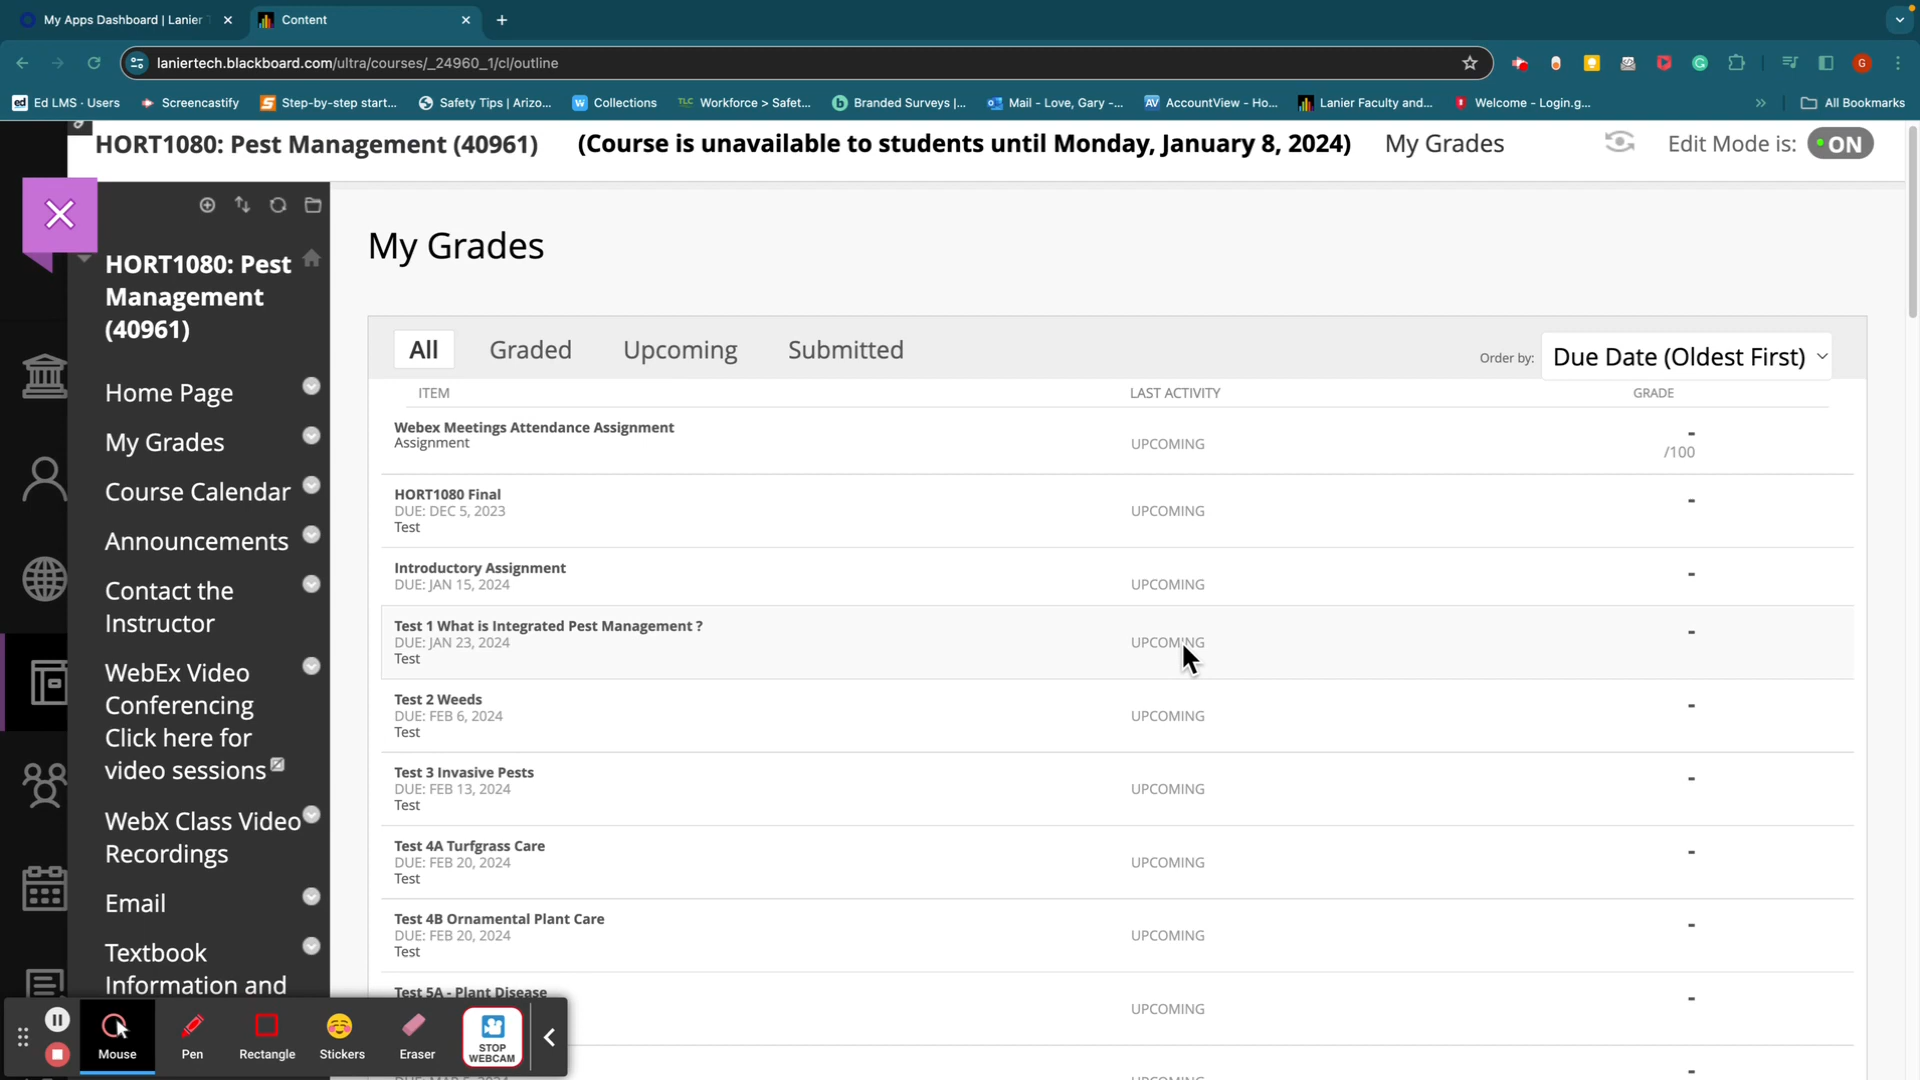 My Apps Dashboard | Lanier
Content
laniertech.blackboard.com/ultra/courses/_24960_1/cl/outline
G
Ed LMS - Users
Screencastify
Step-by-step start...
Safety Tips | Arizo...
Collections
Workforce > Safet...
Branded Surveys |...
Mail - Love, Gary -...
AccountView - Ho...
Lanier Faculty and...
Welcome - Login.g...
All Bookmarks
HORT1080: Pest Management (40961)
(Course is unavailable to students until Monday, January 8, 2024)
My Grades
Edit Mode is:
ON
HORT1080: Pest
Management
(40961)
Home Page
My Grades
Course Calendar
Announcements
Contact the
Instructor
WebEx Video
Conferencing
Click here for
video sessions
WebX Class Video
Recordings
Email
Textbook
Information and
My Grades
All
Graded
Upcoming
Submitted
Order by:
Due Date (Oldest First)
ITEM
LAST ACTIVITY
GRADE
Webex Meetings Attendance Assignment
Assignment
UPCOMING
-
/100
HORT1080 Final
DUE: DEC 5, 2023
Test
UPCOMING
-
Introductory Assignment
DUE: JAN 15, 2024
UPCOMING
-
Test 1 What is Integrated Pest Management ?
DUE: JAN 23, 2024
Test
UPCOMING
-
Test 2 Weeds
DUE: FEB 6, 2024
Test
UPCOMING
-
Test 3 Invasive Pests
DUE: FEB 13, 2024
Test
UPCOMING
-
Test 4A Turfgrass Care
DUE: FEB 20, 2024
Test
UPCOMING
-
Test 4B Ornamental Plant Care
DUE: FEB 20, 2024
Test
UPCOMING
-
Test 5A - Plant Disease
UPCOMING
-
Mouse
Pen
Rectangle
Stickers
Eraser
STOP
WEBCAM